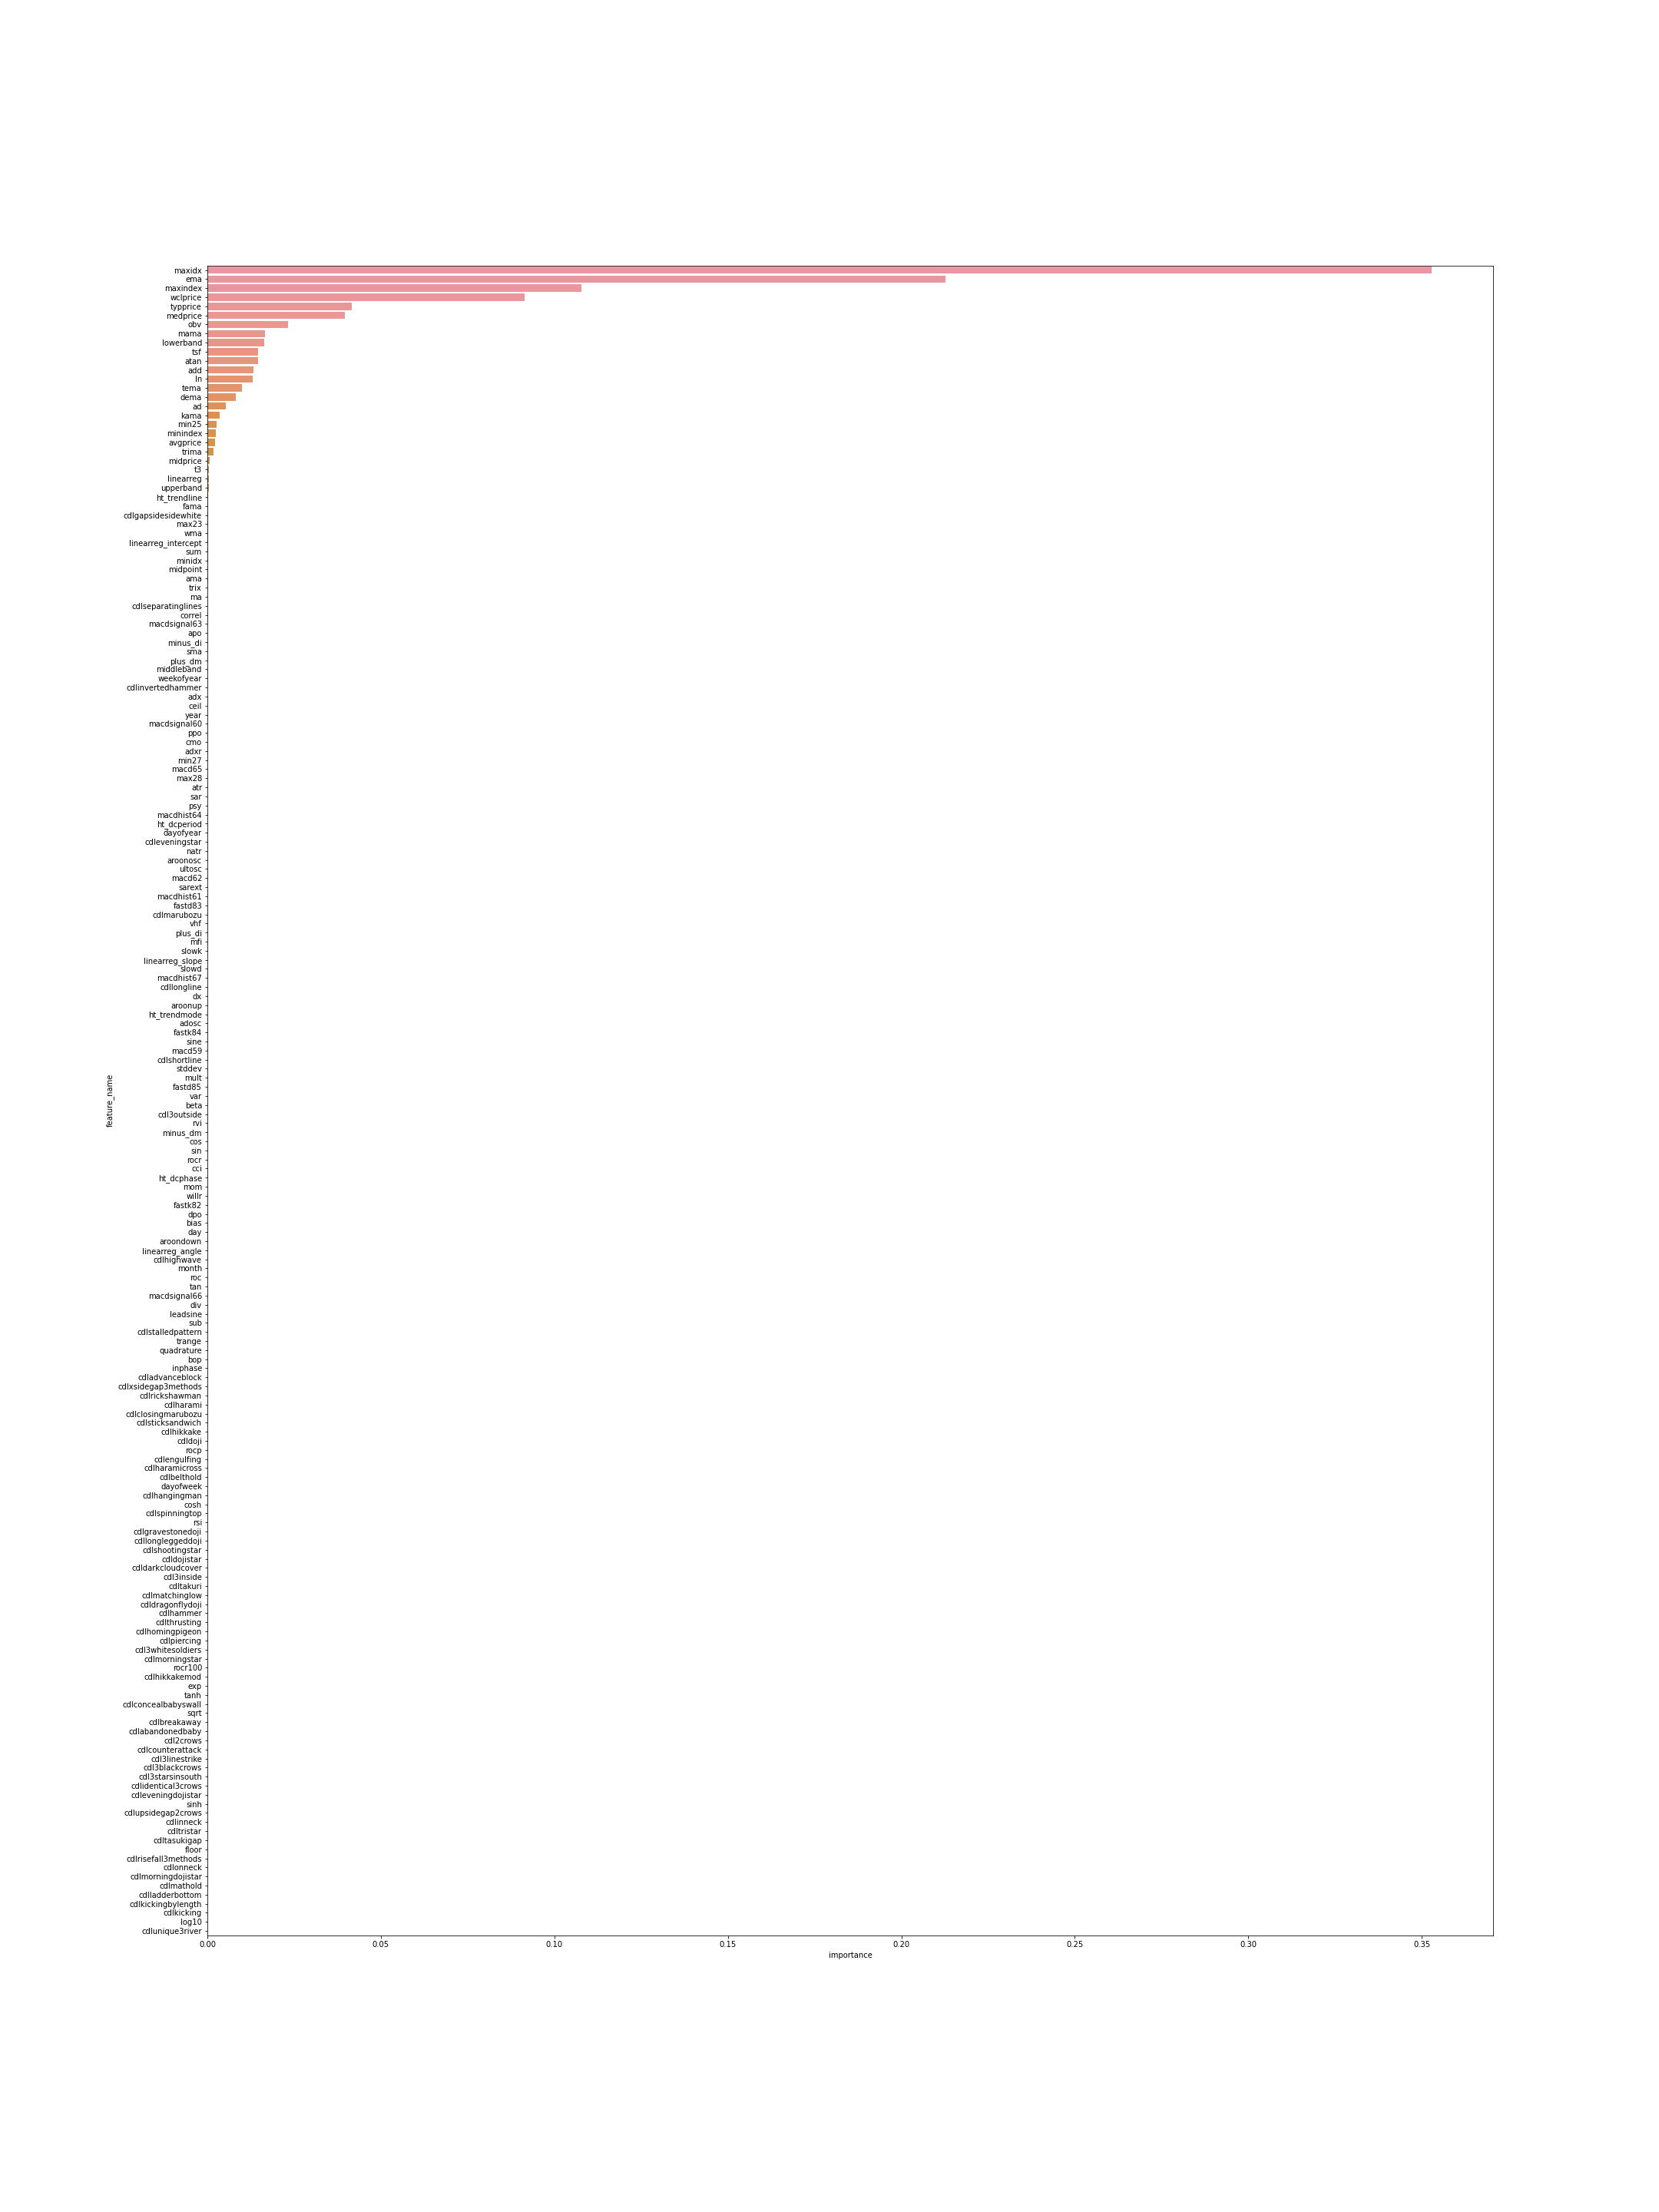 maxidx
ema
maxindex
wclprice
typprice
medprice
obv
mama
lowerband
tsf
atan
add
ln
tema
dema
ad
kama
min25
minindex
avgprice
trima
midprice
t3
linearreg
upperband
ht_trendline
fama
cdlgapsidesidewhite
max23
wma
linearreg_intercept
sum
minidx
midpoint
ama
trix
ma
cdlseparatinglines
correl
macdsignal63
apo
minus_di
sma
plus_dm
middleband
weekofyear
cdlinvertedhammer
adx
ceil
year
macdsignal60
ppo
cmo
adxr
min27
macd65
max28
atr
sar
psy
macdhist64
ht_dcperiod
dayofyear
cdleveningstar
natr
aroonosc
ultosc
macd62
sarext
macdhist61
fastd83
cdlmarubozu
vhf
plus_di
mfi
slowk
linearreg_slope
slowd
macdhist67
cdllongline
dx
aroonup
ht_trendmode
adosc
fastk84
sine
macd59
cdlshortline
stddev
mult
fastd85
var
beta
cdl3outside
rvi
minus_dm
cos
sin
rocr
cci
ht_dcphase
mom
willr
fastk82
dpo
bias
day
aroondown
linearreg_angle
cdlhighwave
month
roc
tan
macdsignal66
div
leadsine
sub
cdlstalledpattern
trange
quadrature
bop
inphase
cdladvanceblock
cdlxsidegap3methods
cdlrickshawman
cdlharami
cdlclosingmarubozu
cdlsticksandwich
cdlhikkake
cdldoji
rocp
cdlengulfing
cdlharamicross
cdlbelthold
dayofweek
cdlhangingman
cosh
cdlspinningtop
rsi
cdlgravestonedoji
cdllongleggeddoji
cdlshootingstar
cdldojistar
cdldarkcloudcover
cdl3inside
cdltakuri
cdlmatchinglow
cdldragonflydoji
cdlhammer
cdlthrusting
cdlhomingpigeon
cdlpiercing
cdl3whitesoldiers
cdlmorningstar
rocr100
cdlhikkakemod
exp
tanh
cdlconcealbabyswall
sqrt
cdlbreakaway
cdlabandonedbaby
cdl2crows
cdlcounterattack
cdl3linestrike
cdl3blackcrows
cdl3starsinsouth
cdlidentical3crows
cdleveningdojistar
sinh
cdlupsidegap2crows
cdlinneck
cdltristar
cdltasukigap
floor
cdlrisefall3methods
cdlonneck
cdlmorningdojistar
cdlmathold
cdlladderbottom
cdlkickingbylength
cdlkicking
log10
cdlunique3river
feature_name
0.00 0.05 0.10 0.15 0.20 0.25 0.30 0.35
importance